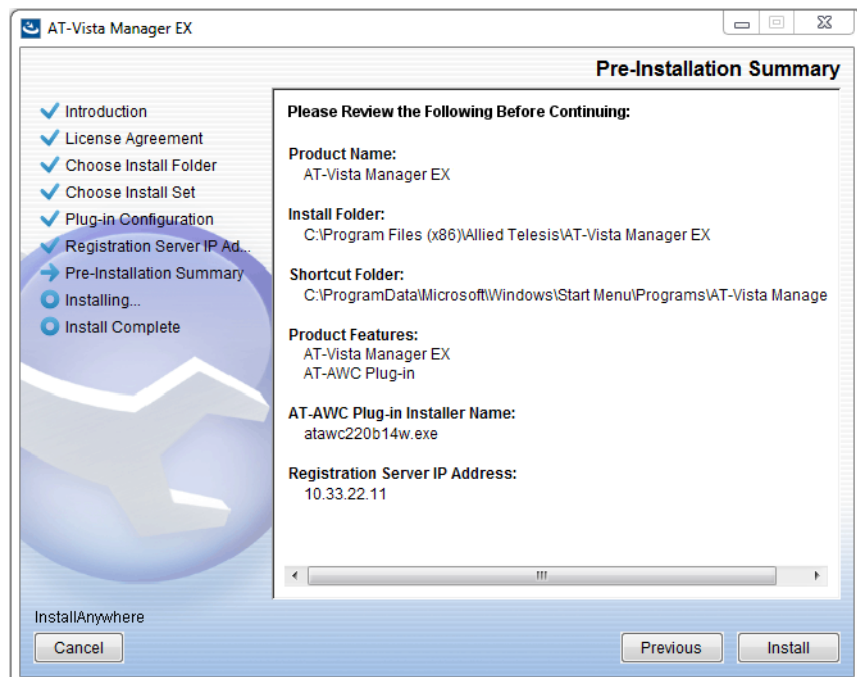 AT-Vista Manager EX
Pre-Installation Summary
Introduction
License Agreement
Choose Install Folder
Choose Install Set
Plug-in Configuration
Registration Server IP Ad...
Pre-Installation Summary
Installing...
Install Complete
Please Review the Following Before Continuing:
Product Name:
AT-Vista Manager EX
Install Folder:
C:\Program Files (x86)\Allied Telesis\AT-Vista Manager EX
Shortcut Folder:
C:\ProgramData\Microsoft\Windows\Start Menu\Programs\AT-Vista Manage
Product Features:
AT-Vista Manager EX
AT-AWC Plug-in
AT-AWC Plug-in Installer Name:
atawc220b14w.exe
Registration Server IP Address:
10.33.22.11
InstallAnywhere
Cancel
Previous
Install